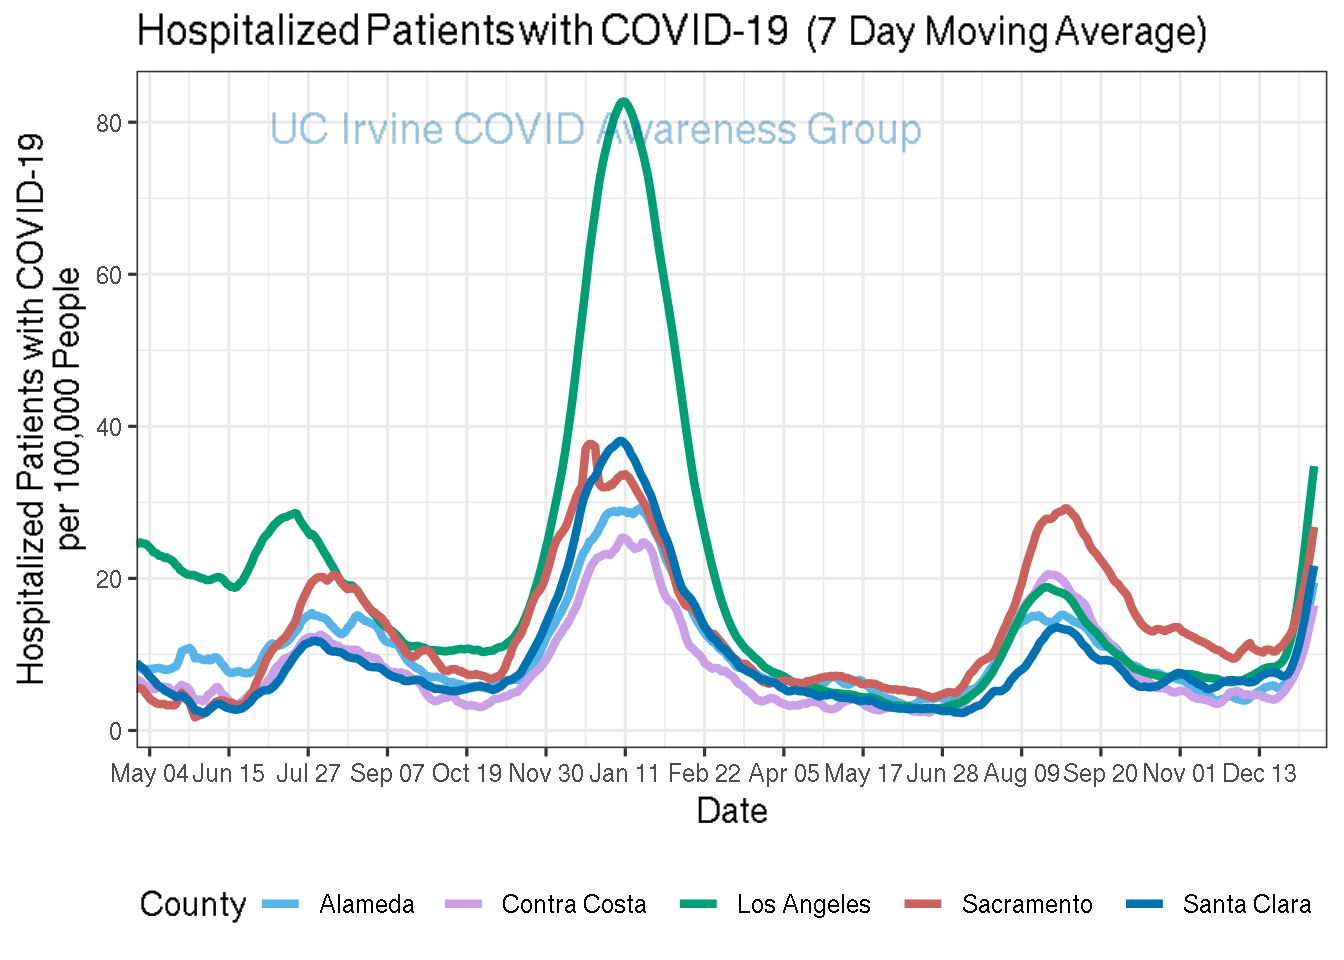 Hospitalized Patients with COVID-19 (7 Day Moving Average)
UC Irvine COVID Awareness Group
Hospitalized Patients with COVID-19
per 100,000 People
80
60
40
20
0
May 04 Jun 15 Jul 27 Sep 07 Oct 19 Nov 30 Jan 11 Feb 22 Apr 05 May 17 Jun 28 Aug 09 Sep 20 Nov 01 Dec 13
Date
County Alameda Contra Costa Los Angeles Sacramento Santa Clara